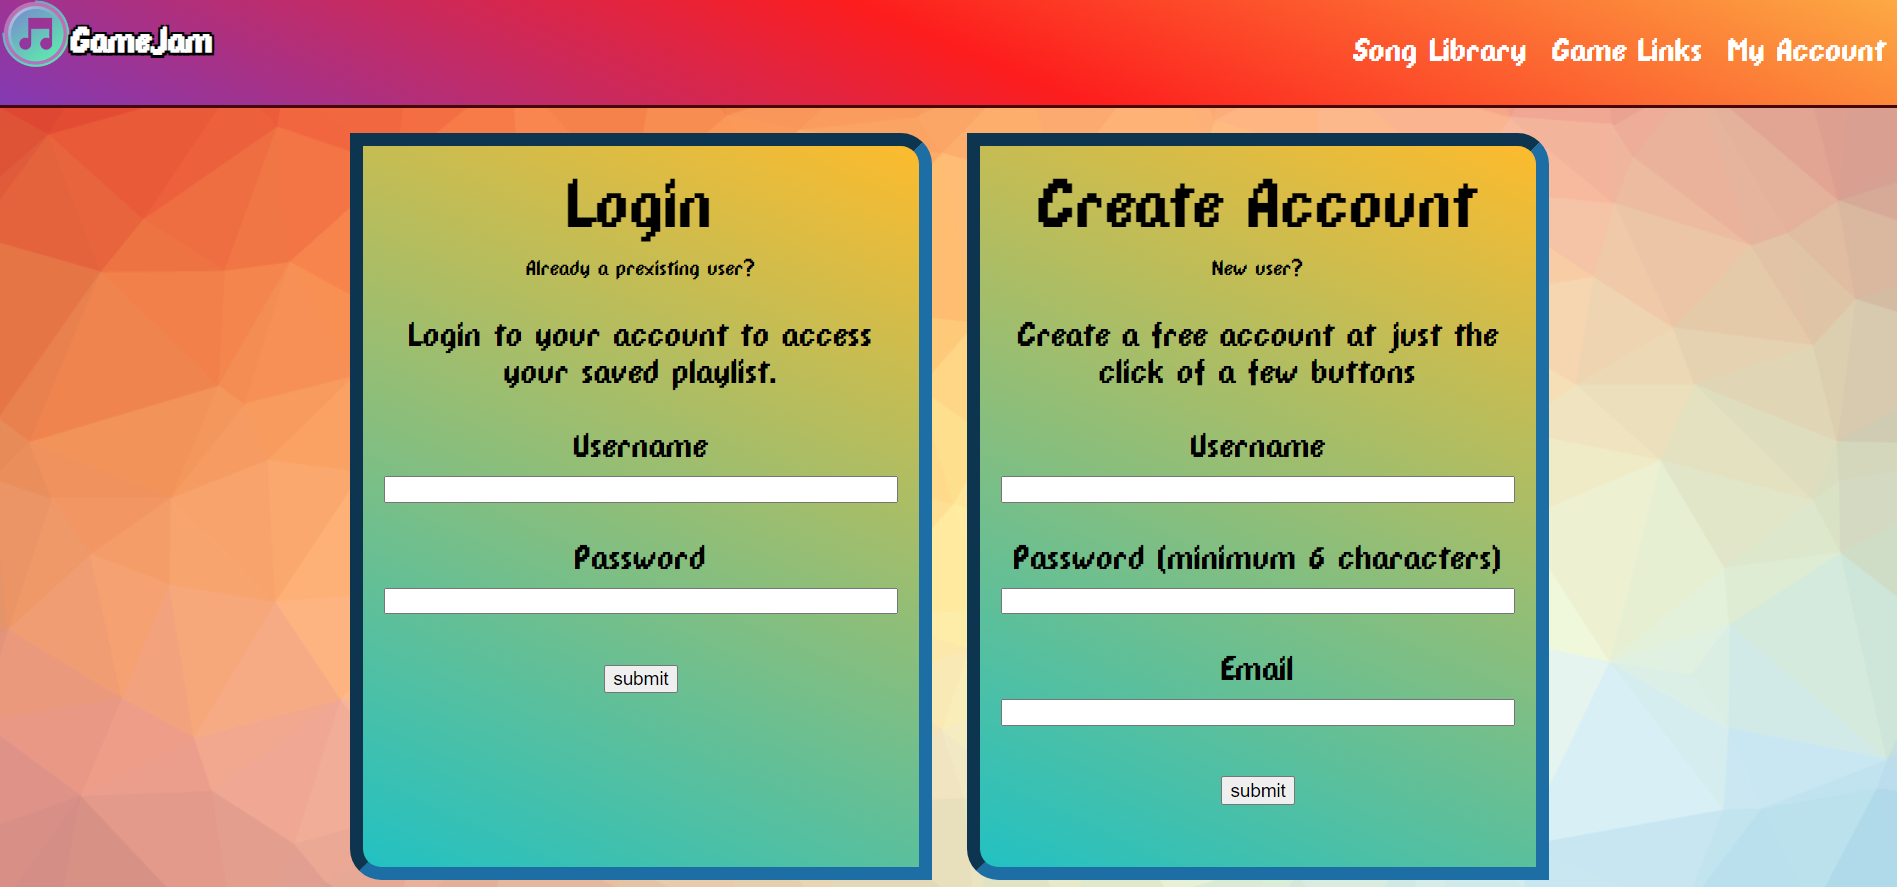 GameJam
Song Library Game Links My Account
Login
Already a prexisting user?
Login to your account to access
your saved playlist.
Username
Password
submit
Create Account
New user?
Create a free account at just the
click of a few buttons
Username
Password (minimum 6 characters)
Email
submit